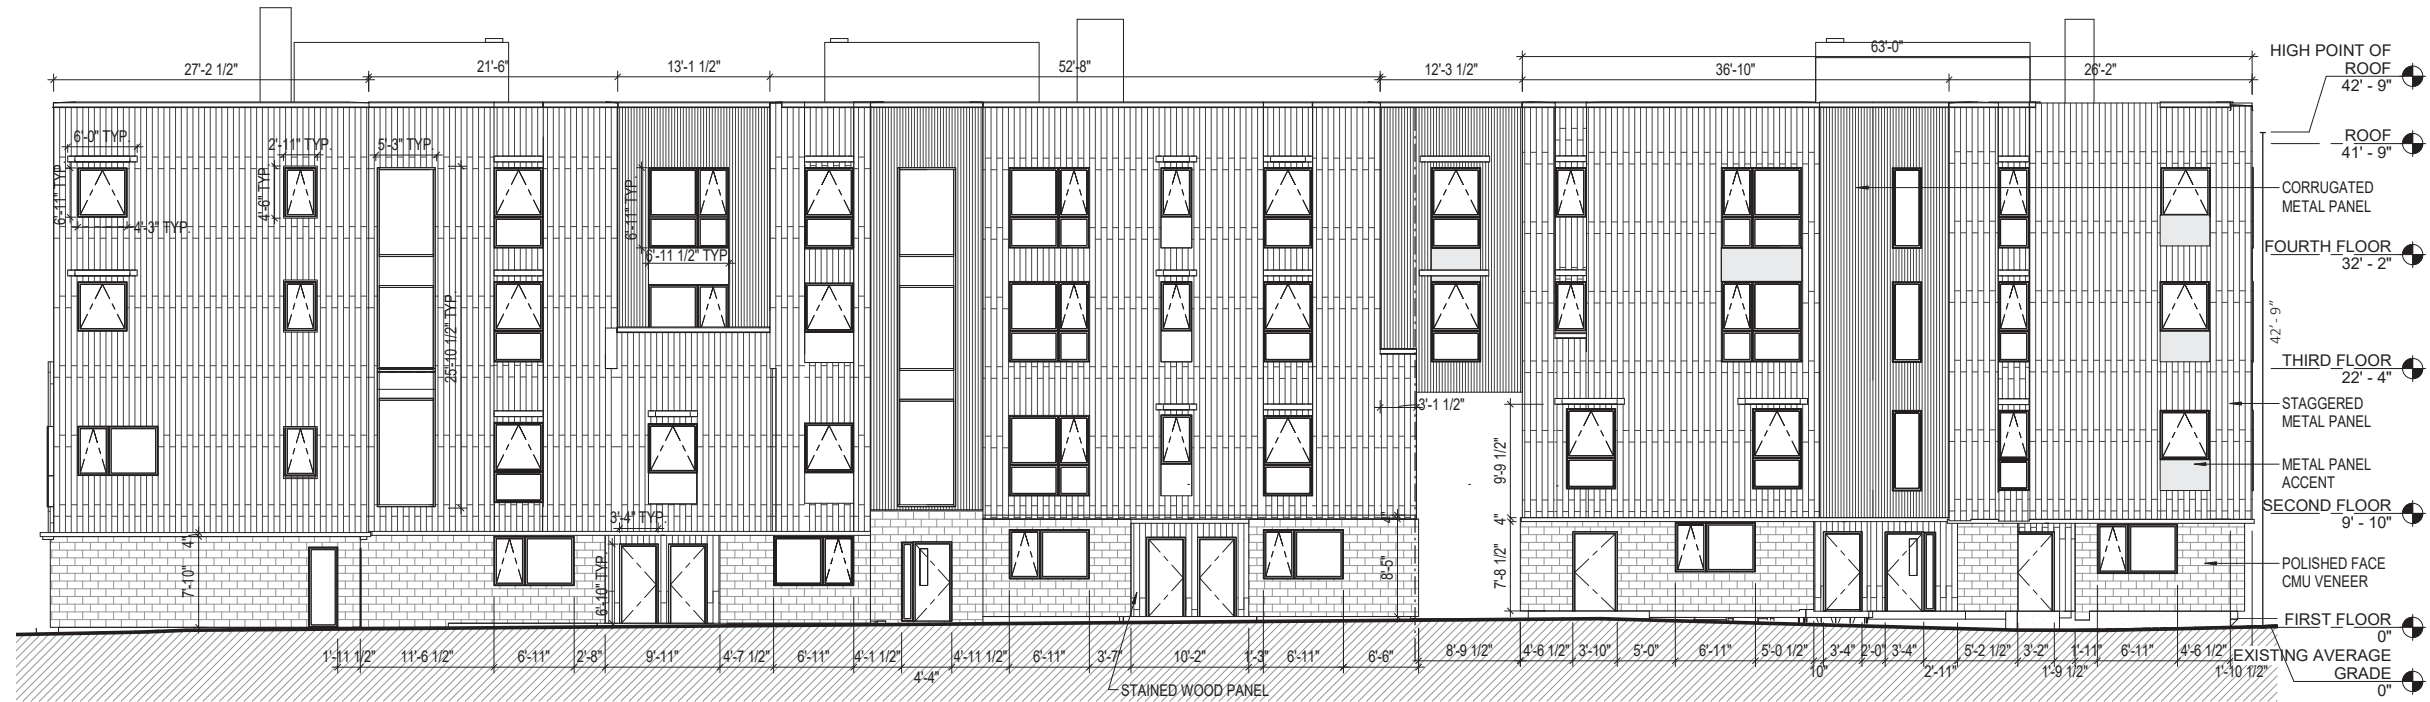 63'-0"
27'-2 1/2"
21'-6"
13'-1 1/2"
52'-8"
12'-3 1/2"
36'-10"
26'-2"
HIGH POINT OF
ROOF
42' - 9"
6'-0" TYP.
2'-11" TYP.
5'-3" TYP.
ROOF
41' - 9"
6'-11" TYP.
4'-6" TYP.
6'-11" TYP.
4'-3" TYP.
CORRUGATED
METAL PANEL
6'-11 1/2" TYP.
FOURTH FLOOR
32' - 2"
25'-10 1/2" TYP.
42' - 9"
THIRD FLOOR
22' - 4"
3'-1 1/2"
STAGGERED
METAL PANEL
9'-9 1/2"
METAL PANEL
ACCENT
3'-4" TYP.
4"
4"
4"
SECOND FLOOR
9' - 10"
7'-10"
6'-10" TYP.
8'-5"
7'-8 1/2"
POLISHED FACE
CMU VENEER
FIRST FLOOR
0"
1'-11 1/2"
11'-6 1/2"
6'-11"
2'-8"
9'-11"
4'-7 1/2"
6'-11"
4'-1 1/2"
4'-4"
4'-11 1/2"
6'-11"
3'-7"
10'-2"
1'-3"
6'-11"
6'-6"
8'-9 1/2"
4'-6 1/2"
3'-10"
5'-0"
6'-11"
5'-0 1/2"
10"
3'-4"
2'-0"
3'-4"
2'-11"
5'-2 1/2"
3'-2"
1'-9 1/2"
1'-11"
6'-11"
4'-6 1/2"
1'-10 1/2"
EXISTING AVERAGE
GRADE
0"
STAINED WOOD PANEL